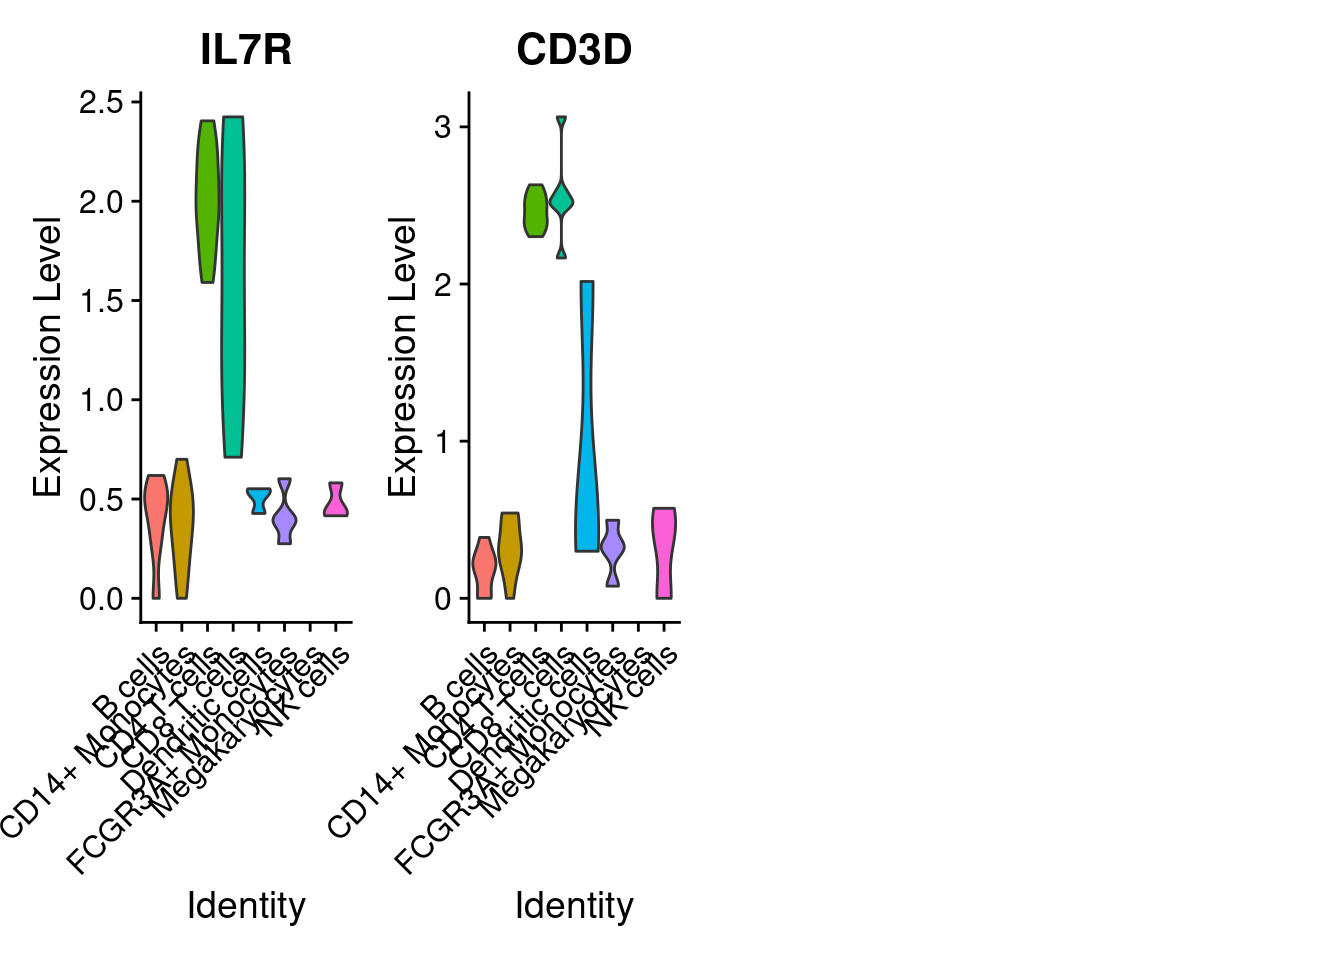 IL7R
CD3D
Expression Level
2.5
2.0
1.5
1.0
0.5
0.0
B cells
CD14+ Monocytes
CD4 T cells
CD8 T cells
Dendritic cells
FCGR3A+ Monocytes
Megakaryocytes
NK cells
Identity
Expression Level
3
2
1
0
B cells
CD14+ Monocytes
CD4 T cells
CD8 T cells
Dendritic cells
FCGR3A+ Monocytes
Megakaryocytes
NK cells
Identity